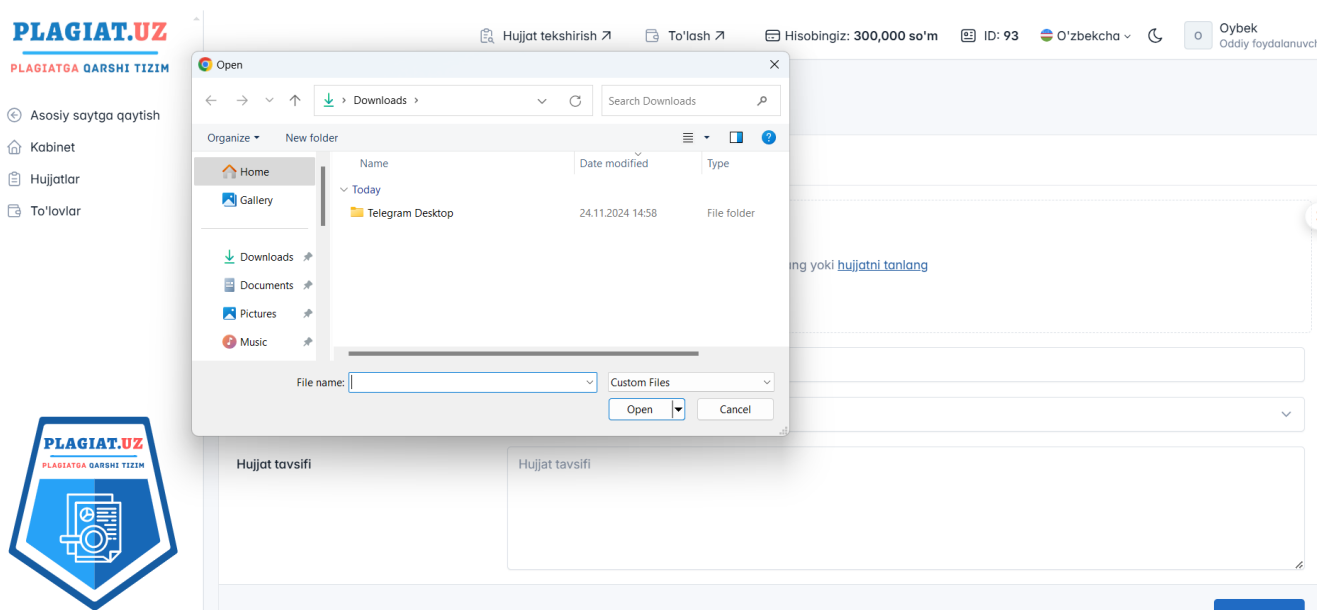 PLAGIAT.UZ
PLAGIATGA QARSHI TIZIM
Hujjat tekshirish
To'lash
Hisobingiz: 300,000 so'm
ID: 93
O'zbekcha
O
Oybek
Oddiy foydalanuvch
Asosiy saytga qaytish
Kabinet
Hujjatlar
To'lovlar
Open
Downloads
Search Downloads
Organize
New folder
?
Home
Gallery
Downloads
Documents
Pictures
Music
Name Date modified Type
Today
Telegram Desktop 24.11.2024 14:58 File folder
File name:
Custom Files
Open
Cancel
yoki hujjatni tanlang
Hujjat tavsifi
Hujjat tavsifi
PLAGIAT.UZ
PLAGIATGA QARSHI TIZIM